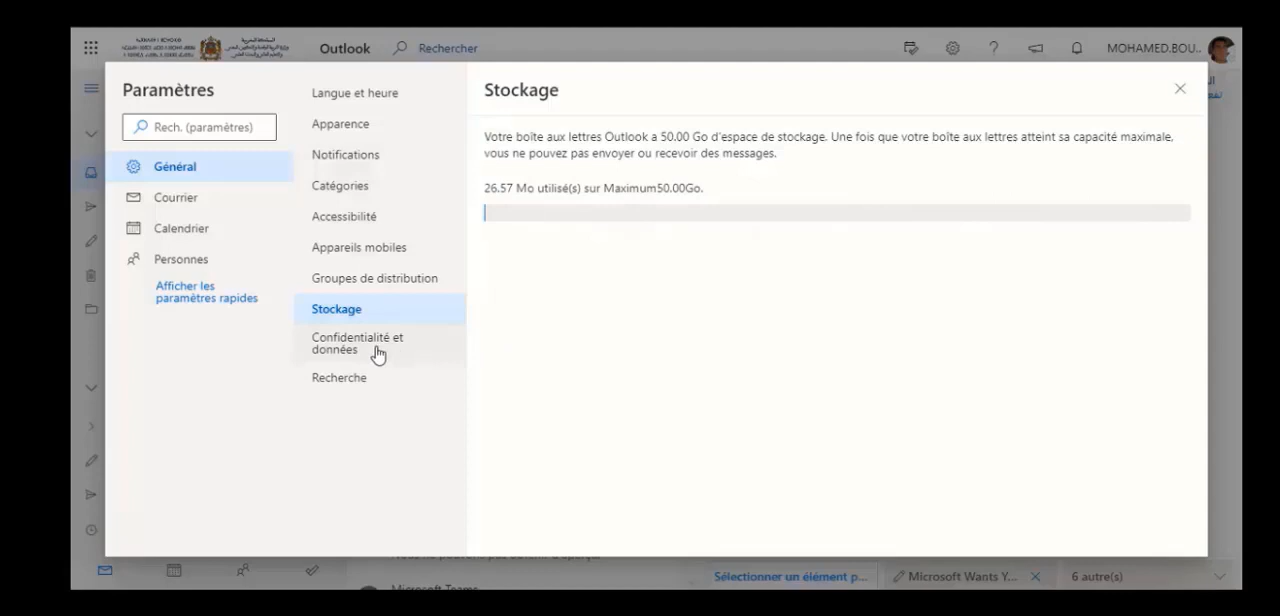 Outlook
Rechercher
MOHAMED.BOU..
Paramètres
Rech. (paramètres)
Général
Courrier
Calendrier
Personnes
Afficher les
paramètres rapides
Langue et heure
Apparence
Notifications
Catégories
Accessibilité
Appareils mobiles
Groupes de distribution
Stockage
Confidentialité et
données
Recherche
Stockage
Votre boîte aux lettres Outlook a 50.00 Go d'espace de stockage. Une fois que votre boîte aux lettres atteint sa capacité maximale,
vous ne pouvez pas envoyer ou recevoir des messages.
26.57 Mo utilisé(s) sur Maximum50.00Go.
Microsoft Teams
Sélectionner un élément p...
Microsoft Wants Y...
6 autre(s)